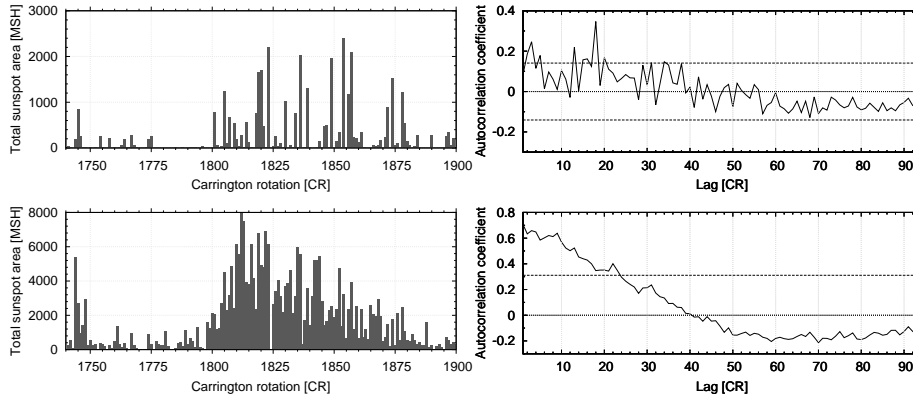 Total sunspot area [MSH]
3000
2000
1000
0
1750 1775 1800 1825 1850 1875 1900
Carrington rotation [CR]
Autocorrelation coefficient
0.4
0.2
0
-0.2
10 20 30 40 50 60 70 80 90
Lag [CR]
Total sunspot area [MSH]
8000
6000
4000
2000
0
1750 1775 1800 1825 1850 1875 1900
Carrington rotation [CR]
Autocorrelation coefficient
0.8
0.6
0.4
0.2
0
-0.2
10 20 30 40 50 60 70 80 90
Lag [CR]